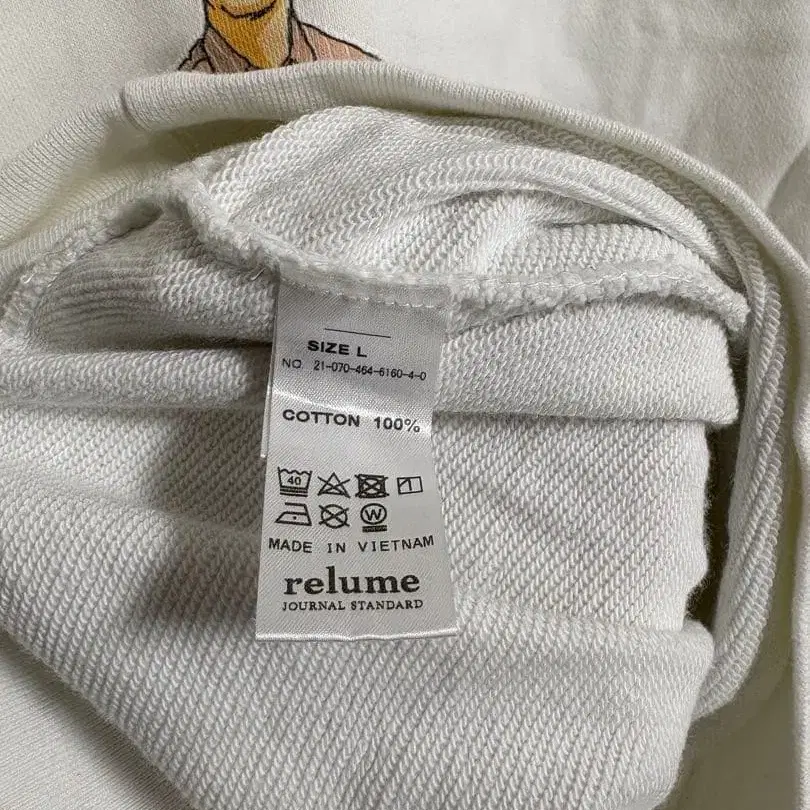 SIZE L
NO. 21-070-464-6160-4-0
COTTON 100%
40
W
MADE IN VIETNAM
relume
JOURNAL STANDARD